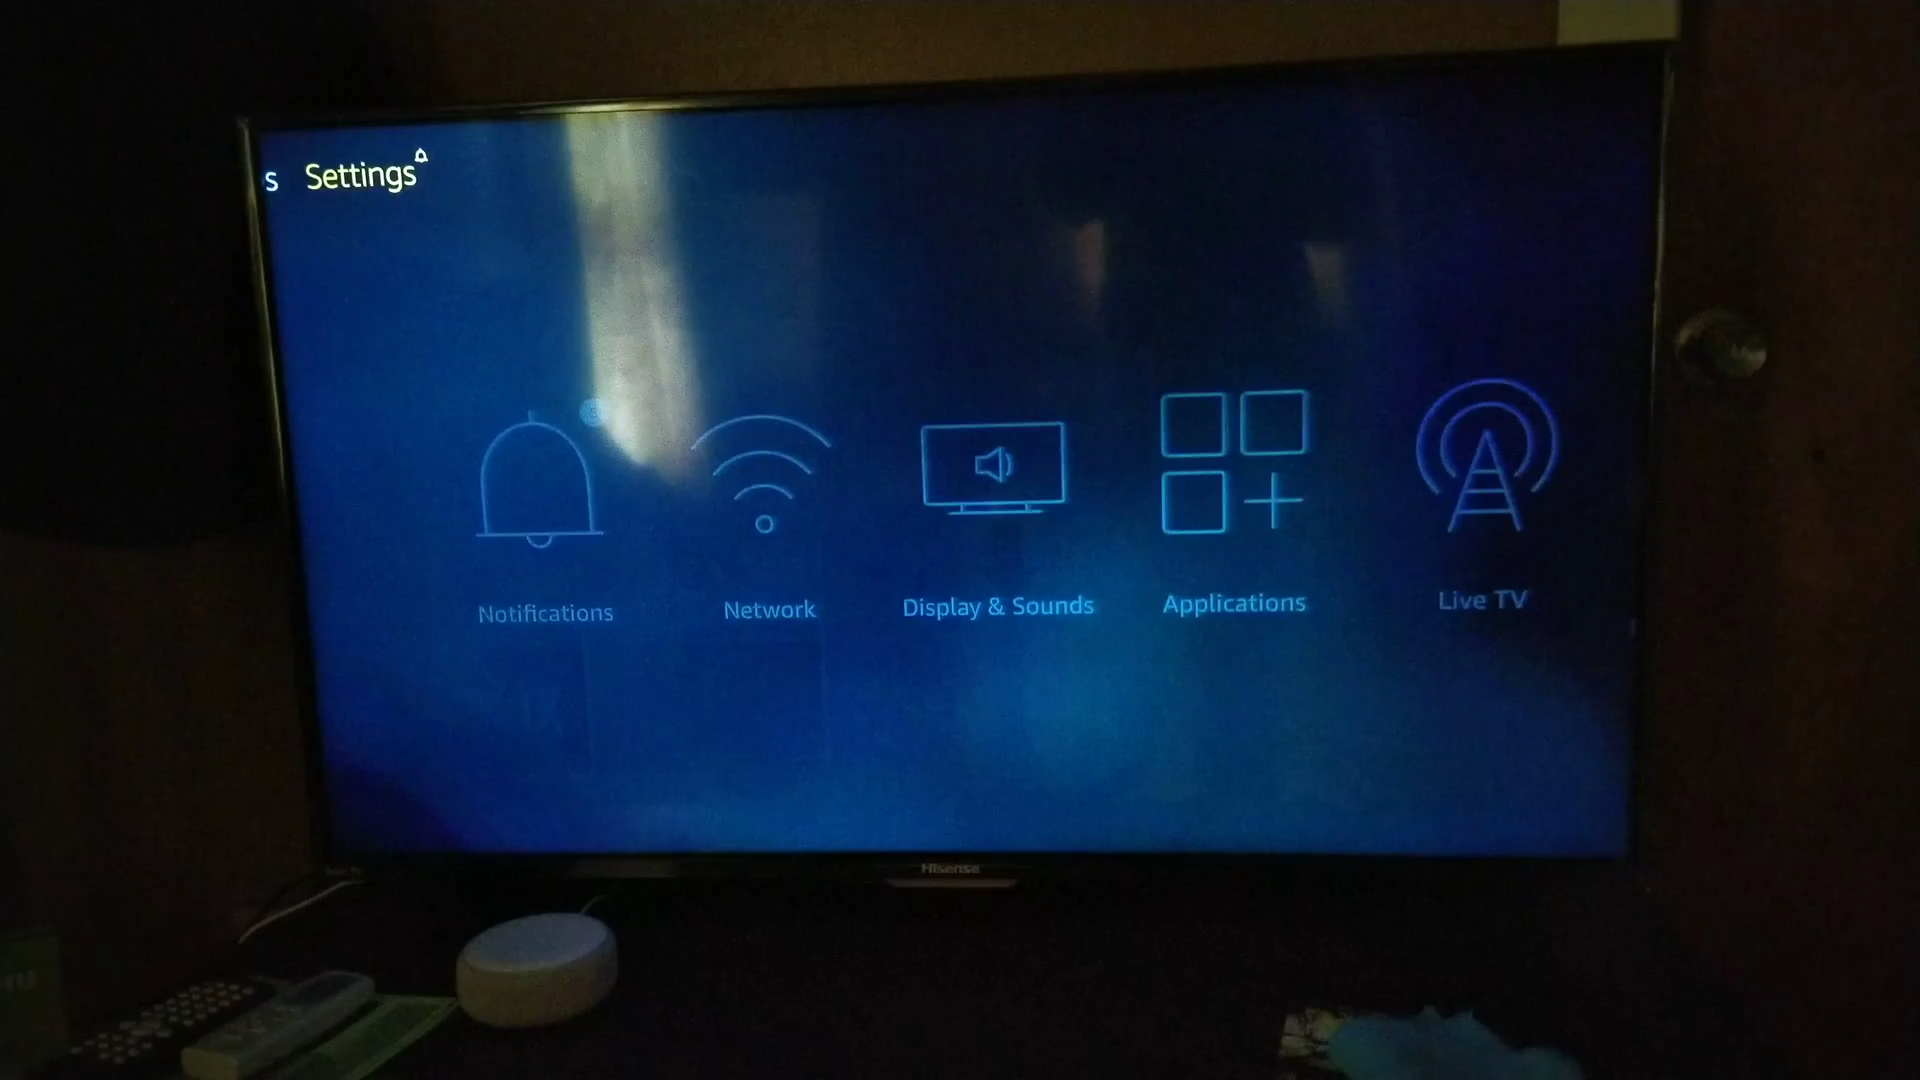 s Settings
Notifications Network Display & Sounds Applications Live TV
Hisense